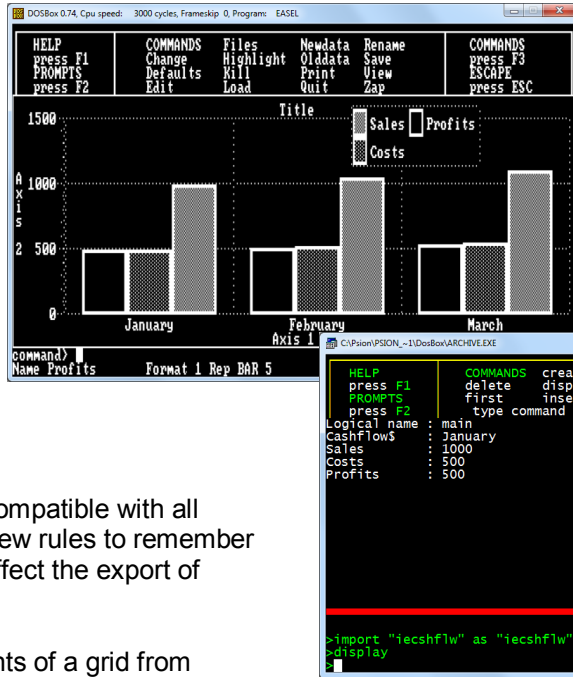 DOSBox 0.74, Cpu speed: 3000 cycles, Frameskip 0, Program: EASEL
HELP COMMANDS Files Newdata Rename COMMANDS
press F1 Change Highlight Olddata Save press F3
PROMPTS Defaults Kill Print View ESCAPE
press F2 Edit Load Quit Zap press ESC
Title
1500
Sales Profits
Costs
Axis 2
1000
500
0
January February March
Axis 1
command>
Name Profits Format 1 Rep BAR 5
C:\Psion\PSION_~1\DosBox\ARCHIVE.EXE
HELP COMMANDS crea
press F1 delete disp
PROMPTS first inse
press F2 type command
Logical name : main
Cashflow$ : January
Sales : 1000
Costs : 500
Profits : 500
>import "iecshflw" as "iecshflw"
>display
>
ompatible with all
ew rules to remember
ffect the export of
nts of a grid from